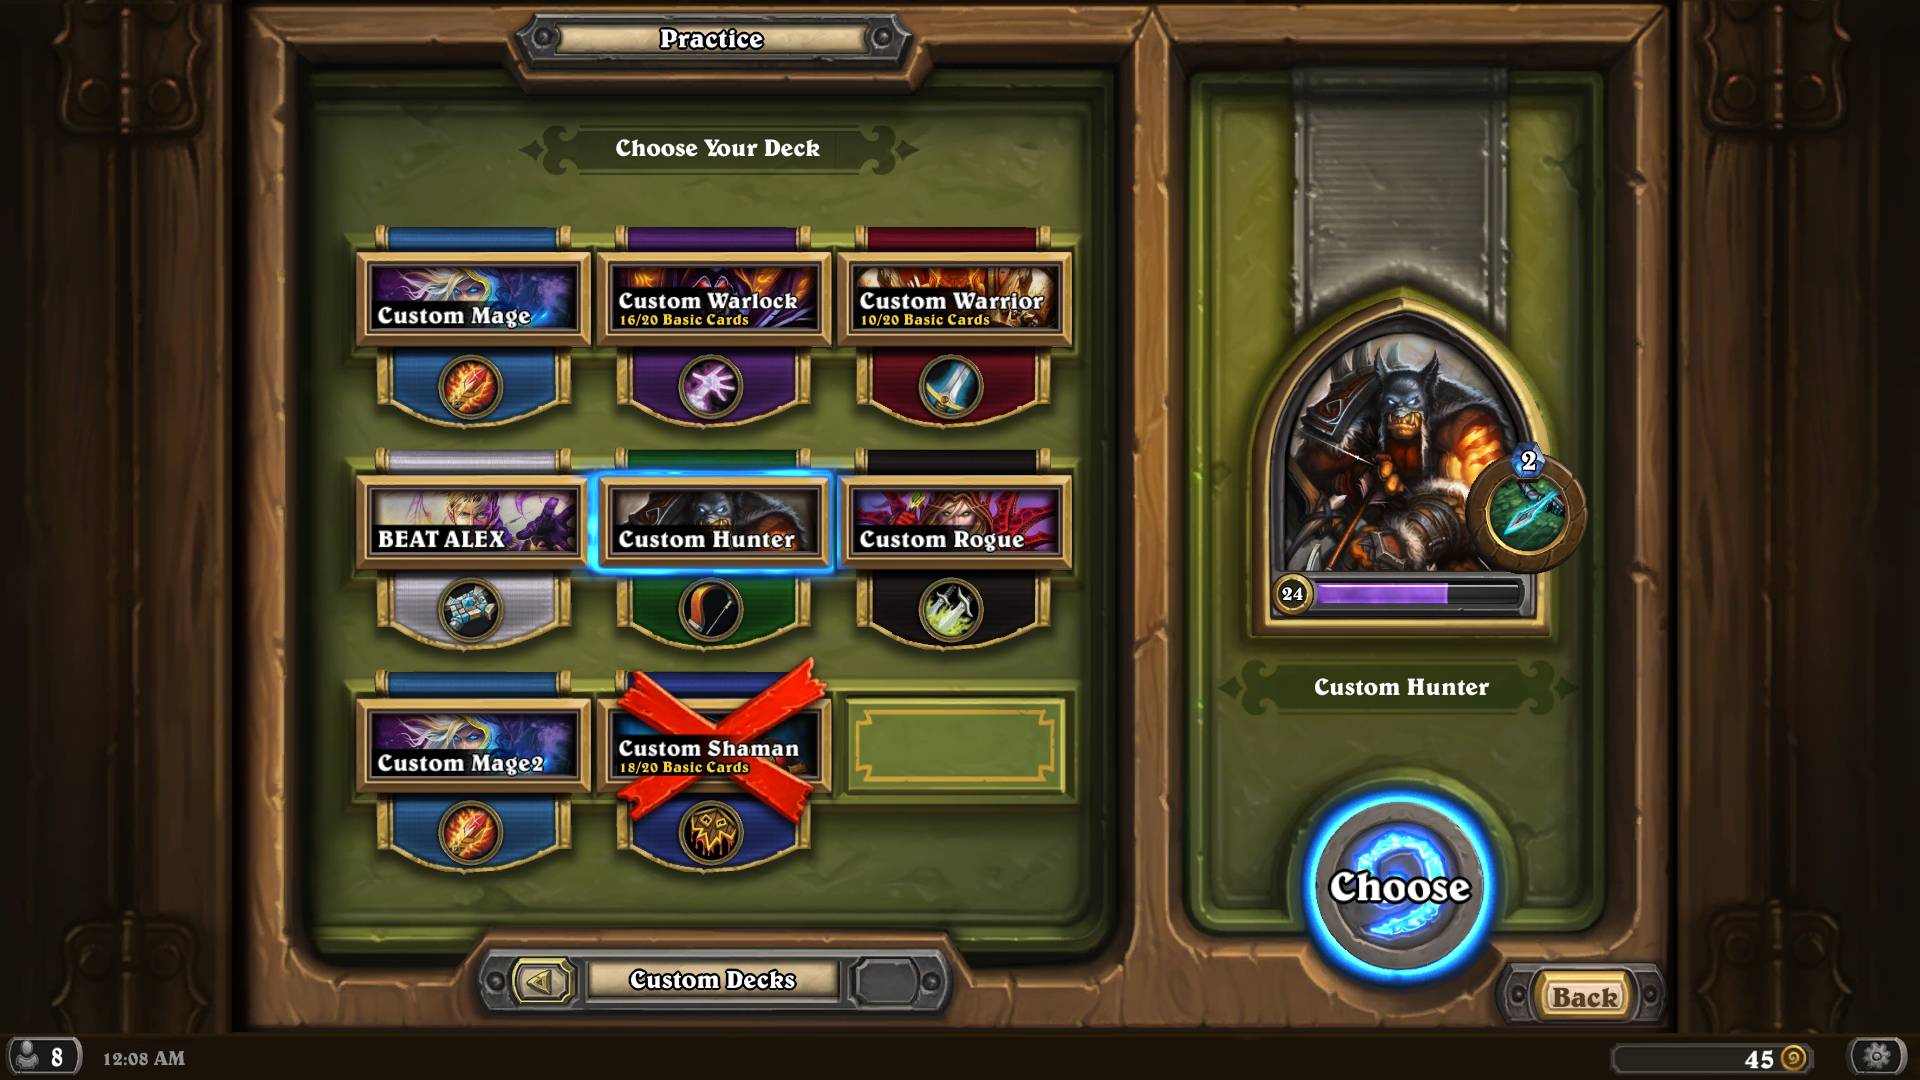 Practice
Choose Your Deck
Custom Mage
Custom Warlock
16/20 Basic Cards
Custom Warrior
10/20 Basic Cards
BEAT ALEX
Custom Hunter
Custom Rogue
Custom Mage2
Custom Shaman
18/20 Basic Cards
Custom Decks
2
24
Custom Hunter
Choose
Back
8
12:08 AM
45